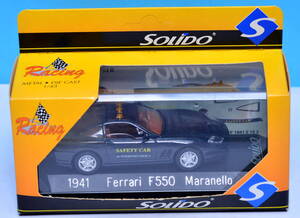 SOLIDO
S
Racing
METAL • DIE CAST
1/43
Racing
SAFETY CAR
1941 Ferrari F550 Maranello
SOLIDO
S